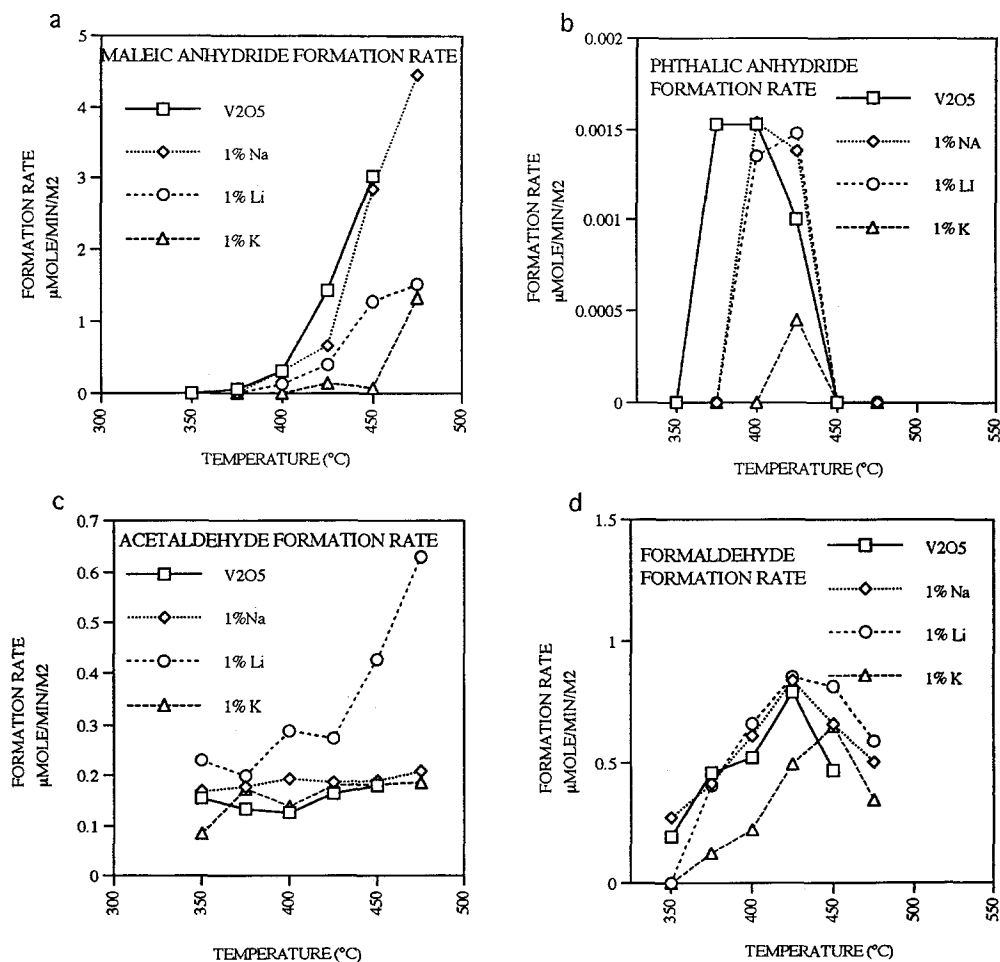 a
MALEIC ANHYDRIDE FORMATION RATE
V2O5
1% Na
1% Li
1% K
FORMATION RATE
µMOLE/MIN/M2
5
4
3
2
1
0
300
350
400
450
500
TEMPERATURE (°C)
b
PHTHALIC ANHYDRIDE
FORMATION RATE
V2O5
1% NA
1% LI
1% K
FORMATION RATE
µMOLE/MIN/M2
0.002
0.0015
0.001
0.0005
0
350
400
450
500
550
TEMPERATURE (°C)
c
ACETALDEHYDE FORMATION RATE
V2O5
1%Na
1% Li
1% K
FORMATION RATE
µMOLE/MIN/M2
0.7
0.6
0.5
0.4
0.3
0.2
0.1
0
300
350
400
450
500
TEMPERATURE (°C)
d
FORMALDEHYDE
FORMATION RATE
V2O5
1% Na
1% Li
1% K
FORMATION RATE
µMOLE/MIN/M2
1.5
1
0.5
0
350
400
450
500
550
TEMPERATURE (°C)